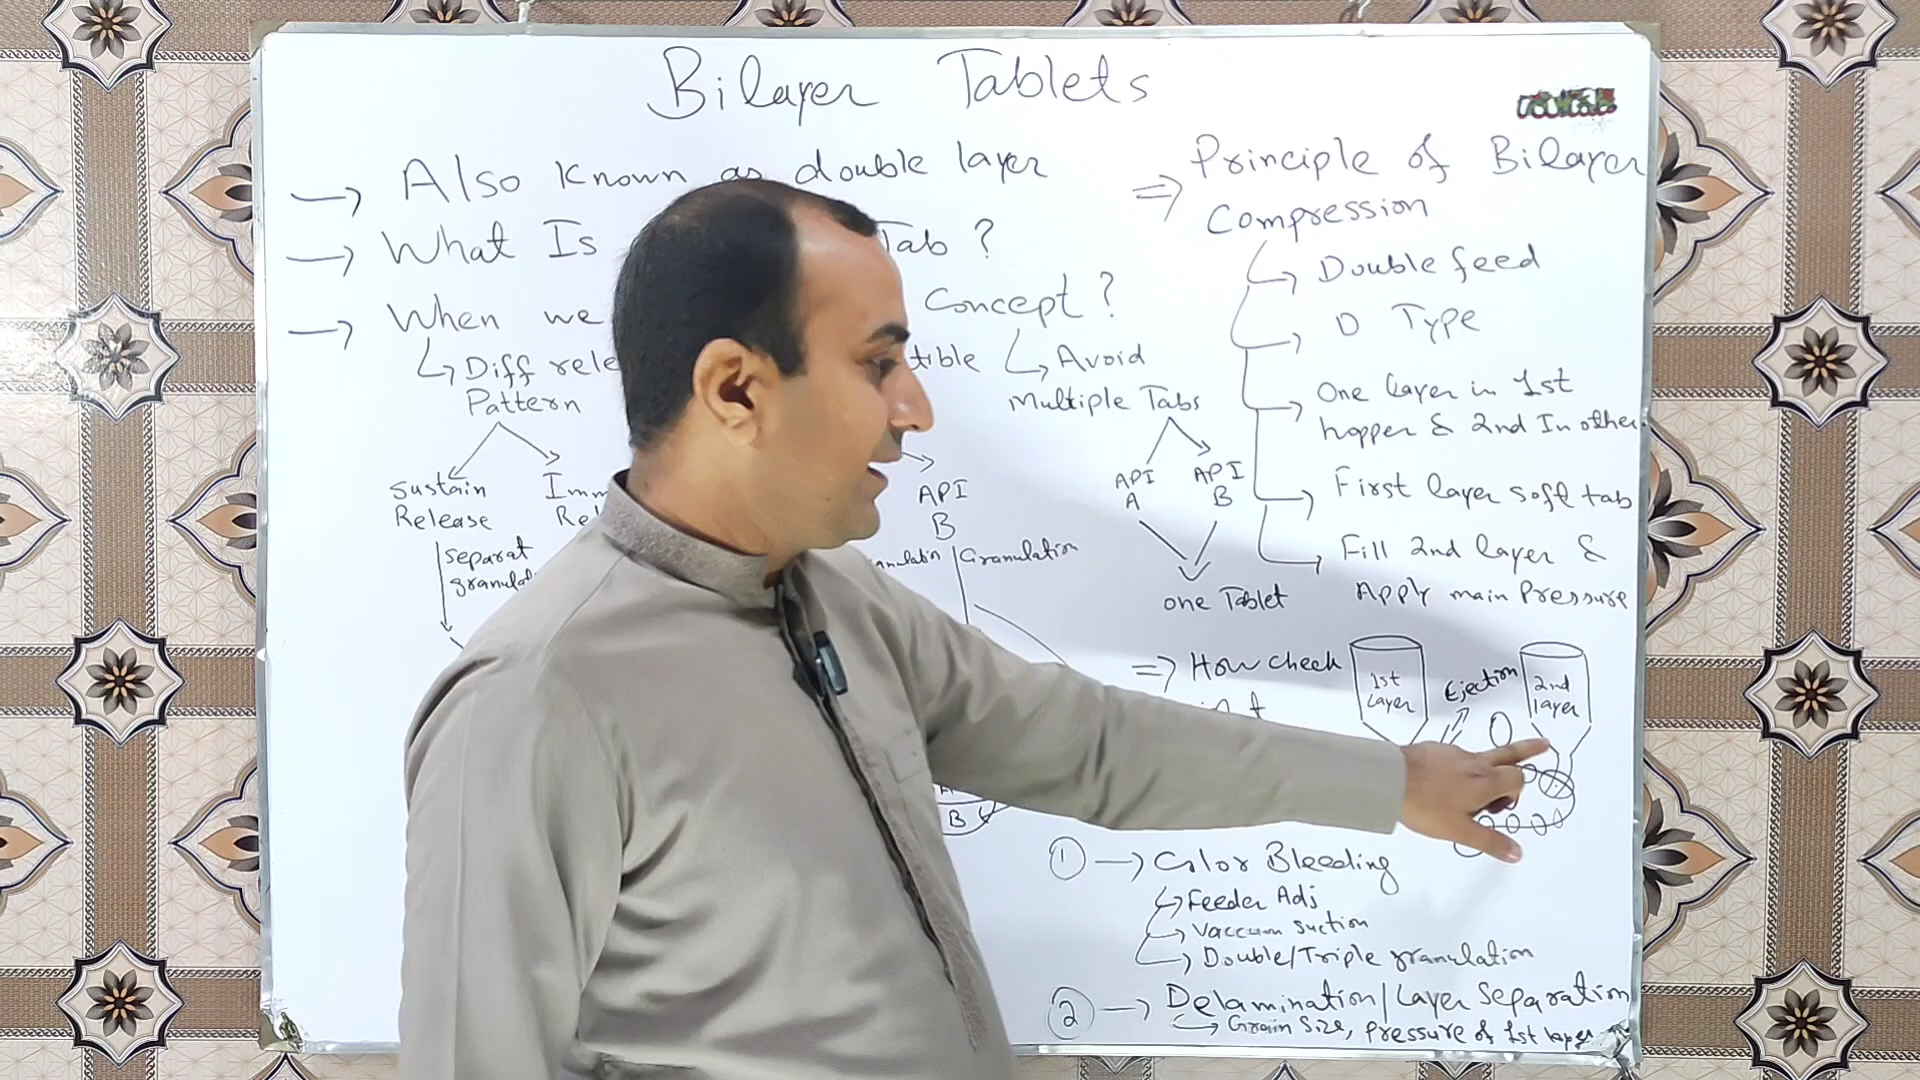 Bilayer Tablets
→ Also Known as double layer
→ What Is Tab ?
→ When we Concept ?
Diff rele
Pattern
Sustain
Release
Imm
Rel
Separat
granulat
tible
API
B
Granulation
B
Avoid
Multiple Tabs
API
A
API
B
one Tablet
⇒ Principle of Bilayer
Compression
Double feed
D Type
One layer in 1st
hopper & 2nd In other.
First layer soft tab
Fill 2nd layer &
Apply main Pressure
⇒ How check
1st
Layer
Ejection
2nd
layer
① → Color Bleeding
Feeder Adj
Vaccum suction
Double/Triple granulation
② → Delamination/Layer Separation
Grain Size, Pressure of 1st layer